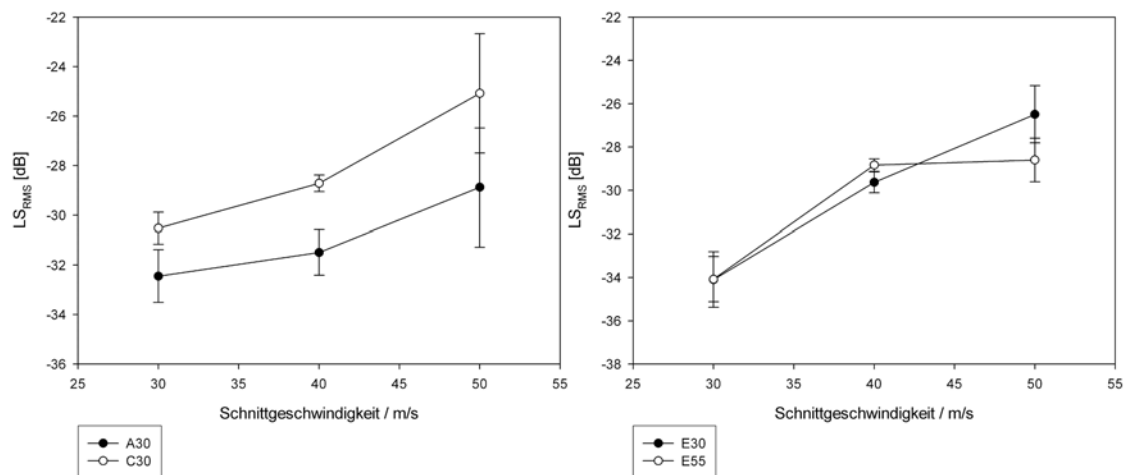 -22
-24
-26
-28
-30
-32
-34
-36
LS_RMS [dB]
25 30 35 40 45 50 55
Schnittgeschwindigkeit / m/s
A30
C30
-22
-24
-26
-28
-30
-32
-34
-36
-38
LS_RMS [dB]
25 30 35 40 45 50 55
Schnittgeschwindigkeit / m/s
E30
E55